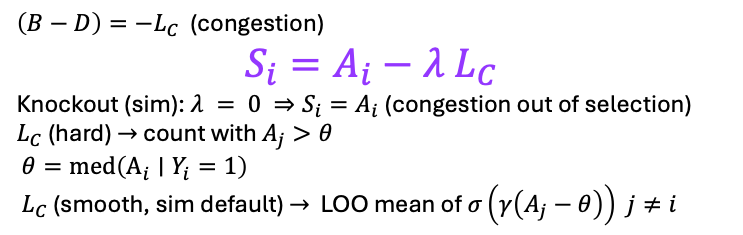 (B − D) = −L_C (congestion)
S_i = A_i − λ L_C
Knockout (sim): λ = 0 ⇒ S_i = A_i (congestion out of selection)
L_C (hard) → count with A_j > θ
θ = med(A_i | Y_i = 1)
L_C (smooth, sim default) → LOO mean of σ(γ(A_j − θ)) j ≠ i